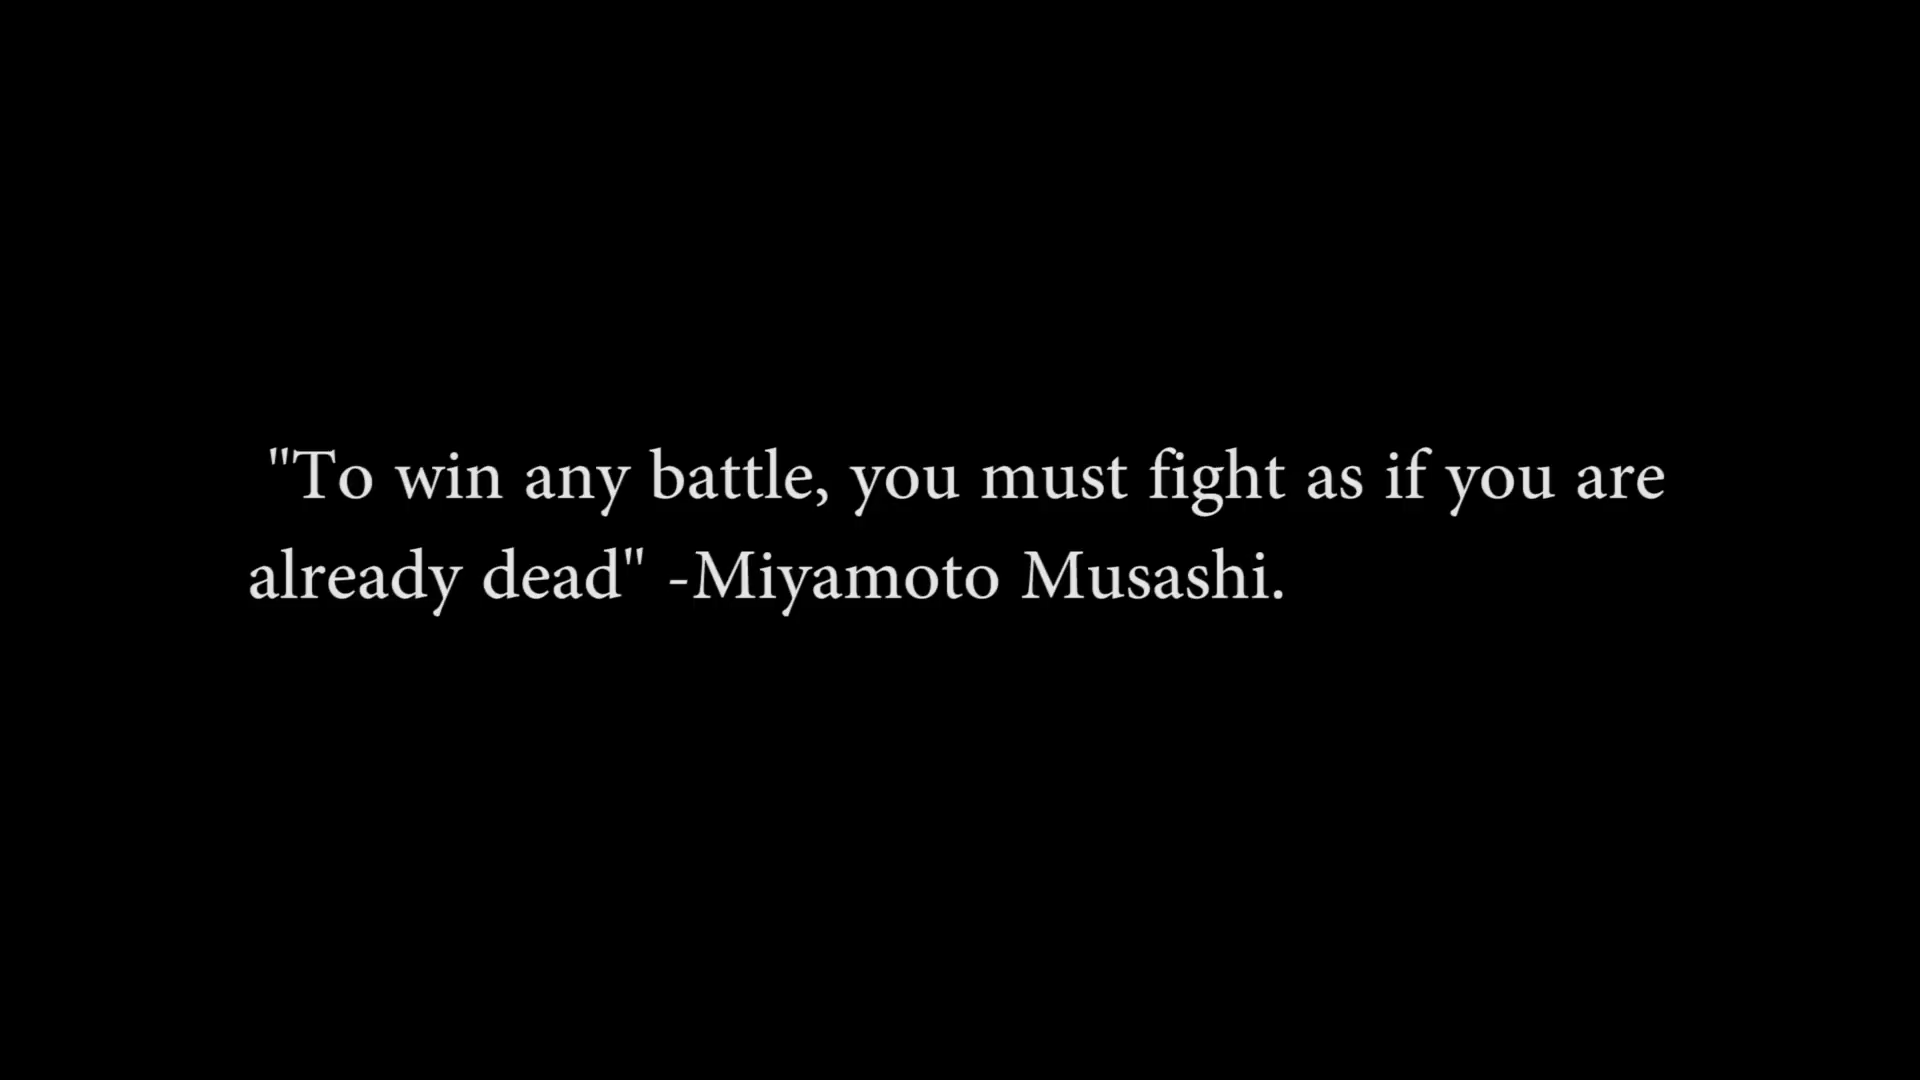 "To win any battle, you must fight as if you are
already dead" -Miyamoto Musashi.